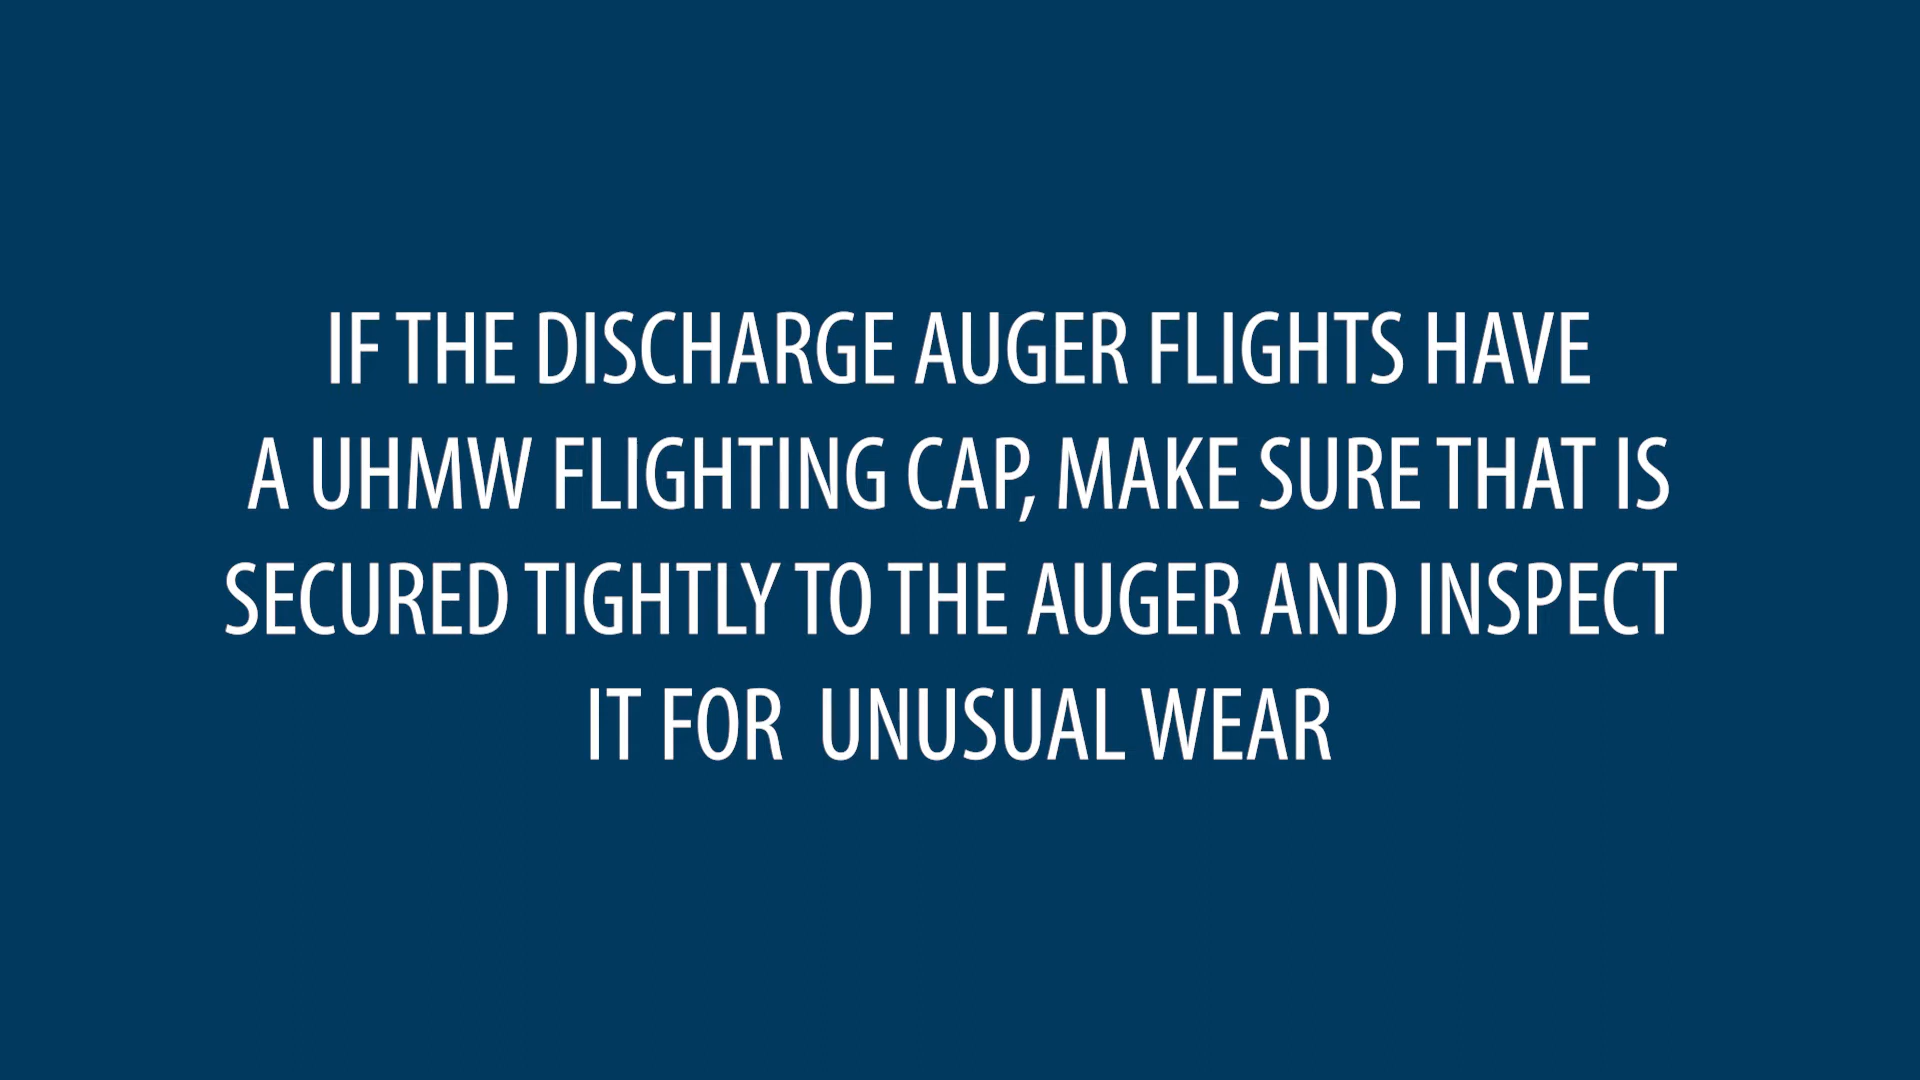 IF THE DISCHARGE AUGER FLIGHTS HAVE
A UHMW FLIGHTING CAP, MAKE SURE THAT IS
SECURED TIGHTLY TO THE AUGER AND INSPECT
IT FOR  UNUSUAL WEAR